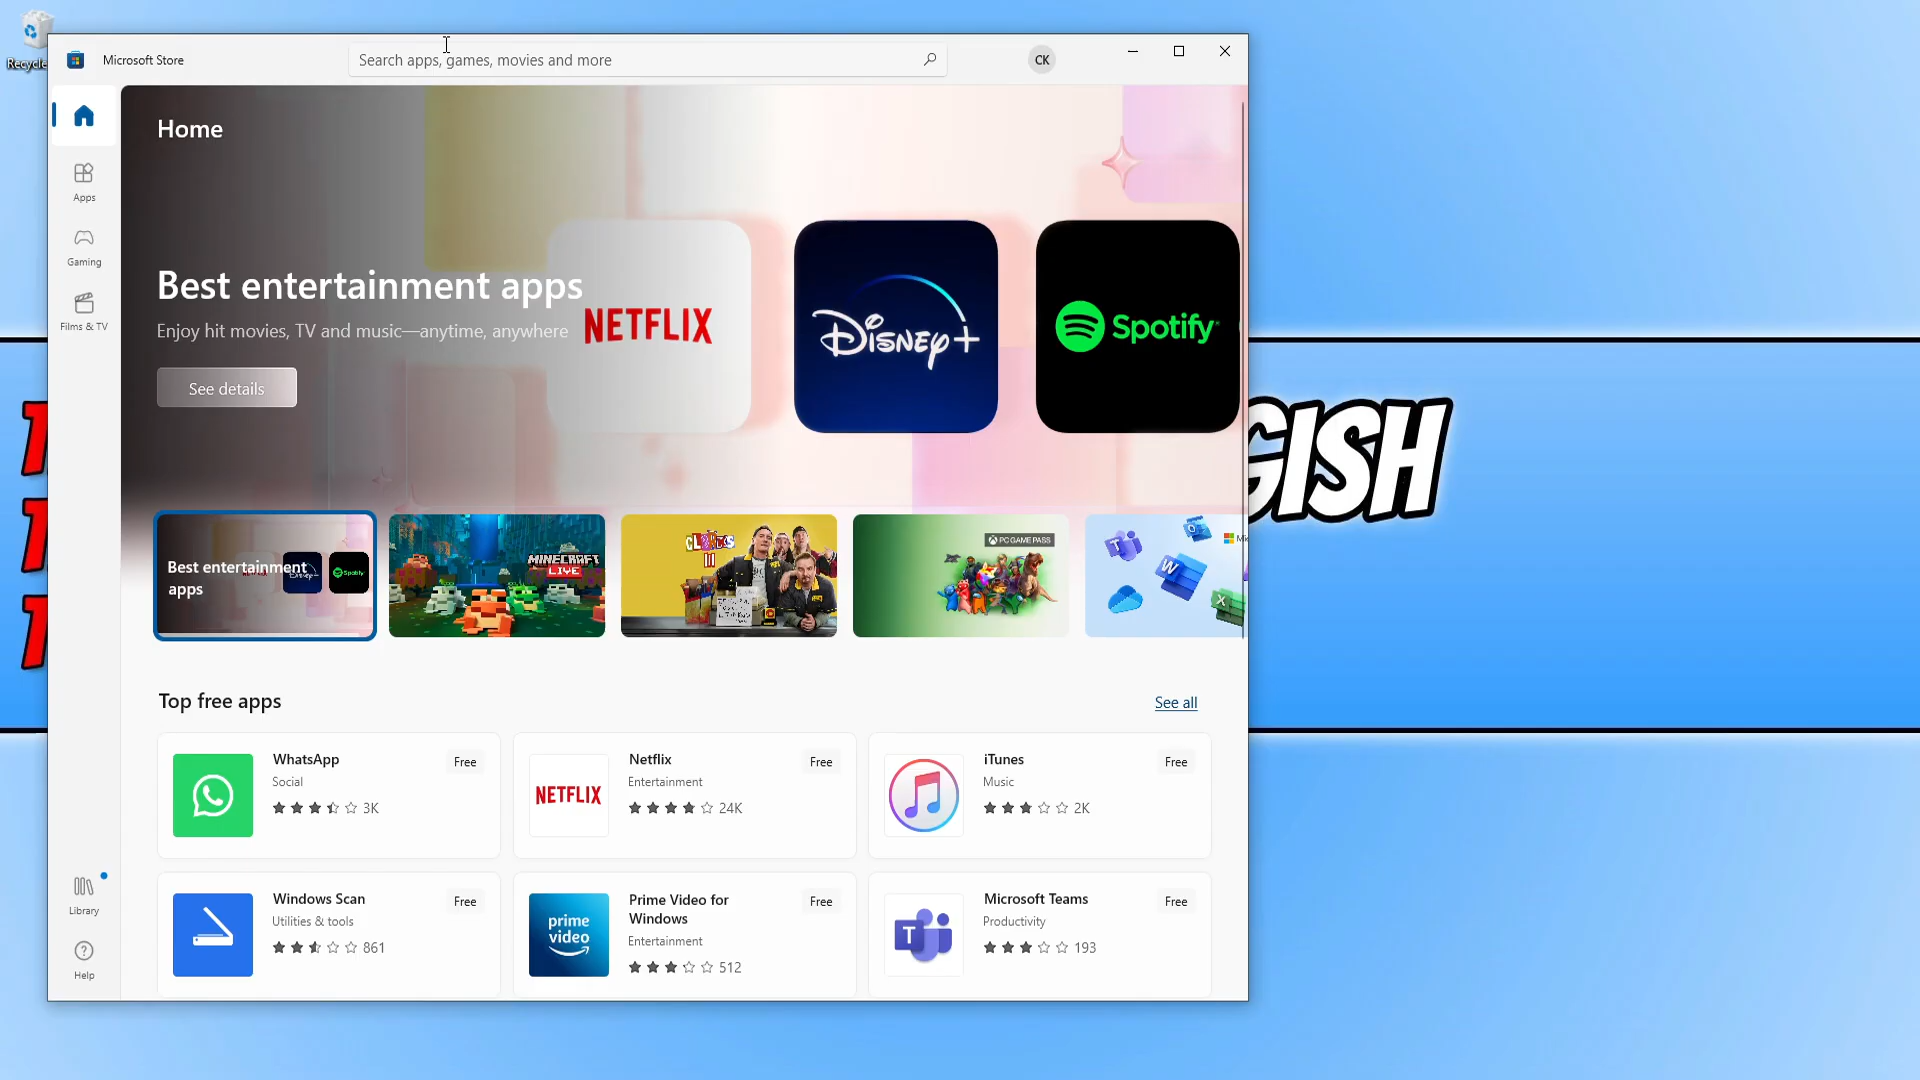 Recycle
Microsoft Store
Search apps, games, movies and more
CK
Home
Apps
Gaming
Films & TV
Best entertainment apps
Enjoy hit movies, TV and music—anytime, anywhere
See details
NETFLIX
Disney+
Spotify
GISH
Best entertainment
apps
Spotify
MINECRAFT
LIVE
CLERKS
III
PC GAME PASS
Top free apps
See all
WhatsApp
Free
Social
3K
NETFLIX
Netflix
Free
Entertainment
24K
iTunes
Free
Music
2K
Library
Help
Windows Scan
Free
Utilities & tools
861
prime
video
Prime Video for
Windows
Free
Entertainment
512
Microsoft Teams
Free
Productivity
193